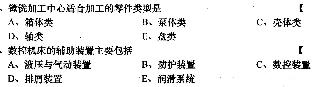 、镗铣加工中心适合加工的零件类型是 【
A、箱体类 B、泵体类 C、壳体类
D、轴类 E、盘类
、数控机床的辅助装置主要包括 【
A、液压与气动装置 B、防护装置 C、数控装置
D、排屑装置 E、润滑系统